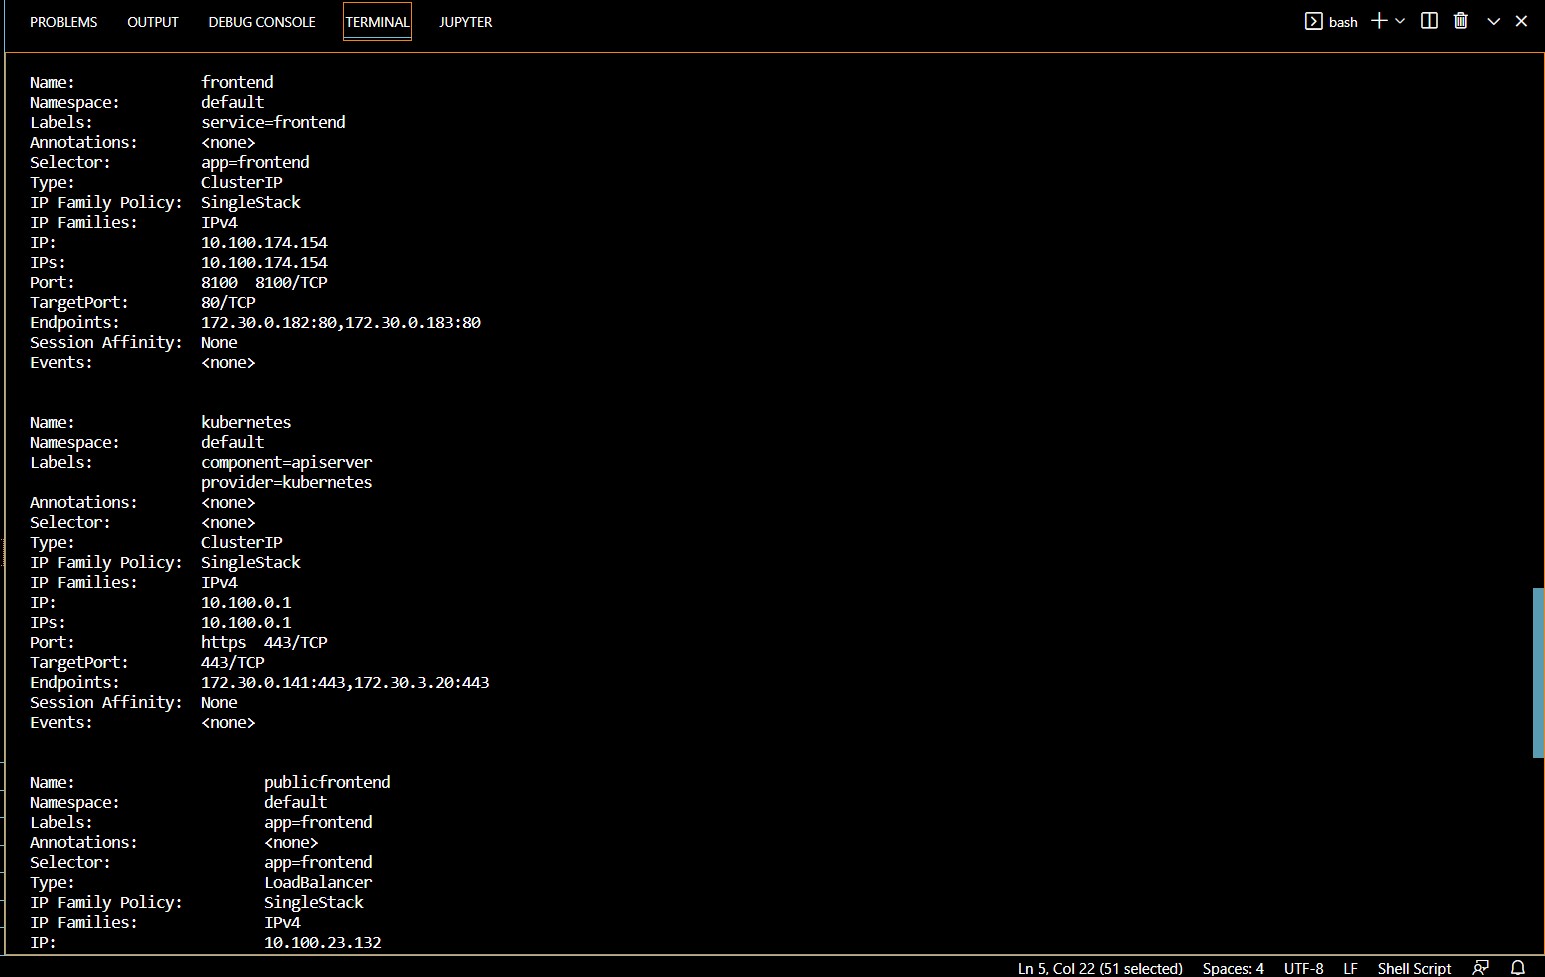 PROBLEMS OUTPUT DEBUG CONSOLE TERMINAL JUPYTER bash
Name: frontend
Namespace: default
Labels: service=frontend
Annotations: <none>
Selector: app=frontend
Type: ClusterIP
IP Family Policy: SingleStack
IP Families: IPv4
IP: 10.100.174.154
IPs: 10.100.174.154
Port: 8100 8100/TCP
TargetPort: 80/TCP
Endpoints: 172.30.0.182:80,172.30.0.183:80
Session Affinity: None
Events: <none>
Name: kubernetes
Namespace: default
Labels: component=apiserver
provider=kubernetes
Annotations: <none>
Selector: <none>
Type: ClusterIP
IP Family Policy: SingleStack
IP Families: IPv4
IP: 10.100.0.1
IPs: 10.100.0.1
Port: https 443/TCP
TargetPort: 443/TCP
Endpoints: 172.30.0.141:443,172.30.3.20:443
Session Affinity: None
Events: <none>
Name: publicfrontend
Namespace: default
Labels: app=frontend
Annotations: <none>
Selector: app=frontend
Type: LoadBalancer
IP Family Policy: SingleStack
IP Families: IPv4
IP: 10.100.23.132
Ln 5, Col 22 (51 selected) Spaces: 4 UTF-8 LF Shell Script